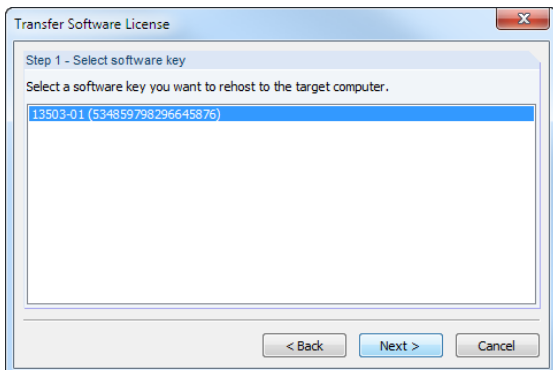 Transfer Software License
Step 1 - Select software key
Select a software key you want to rehost to the target computer.
13503-01 (534859798296645876)
< Back
Next >
Cancel